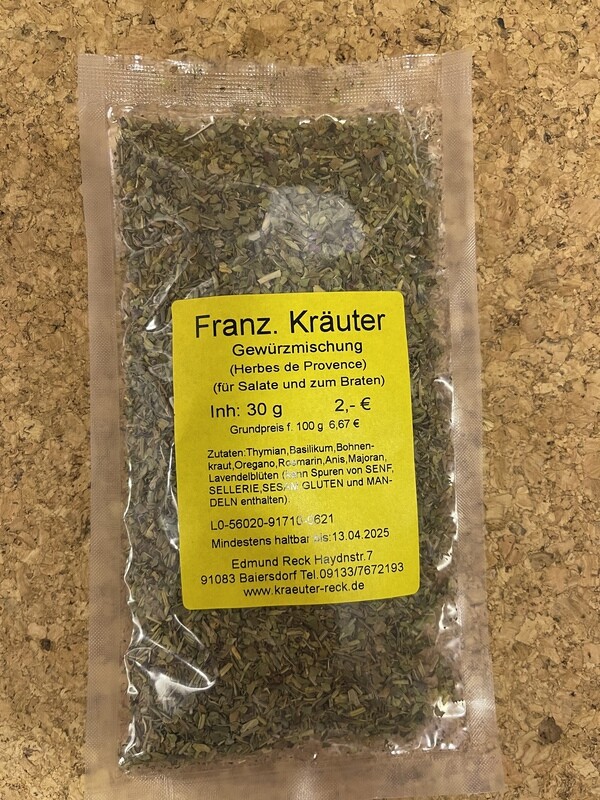 Franz. Kräuter
Gewürzmischung
(Herbes de Provence)
(für Salate und zum Braten)
Inh: 30 g 2,- €
Grundpreis f. 100 g 6,67 €
Zutaten:Thymian,Basilikum,Bohnen-
kraut,Oregano,Rosmarin,Anis,Majoran,
Lavendelblüten (kann Spuren von SENF,
SELLERIE,SESAM,GLUTEN und MAN-
DELN enthalten).
Mindestens haltbar bis:13.04.2025
Edmund Reck Haydnstr.7
91083 Baiersdorf Tel.09133/7672193
www.kraeuter-reck.de